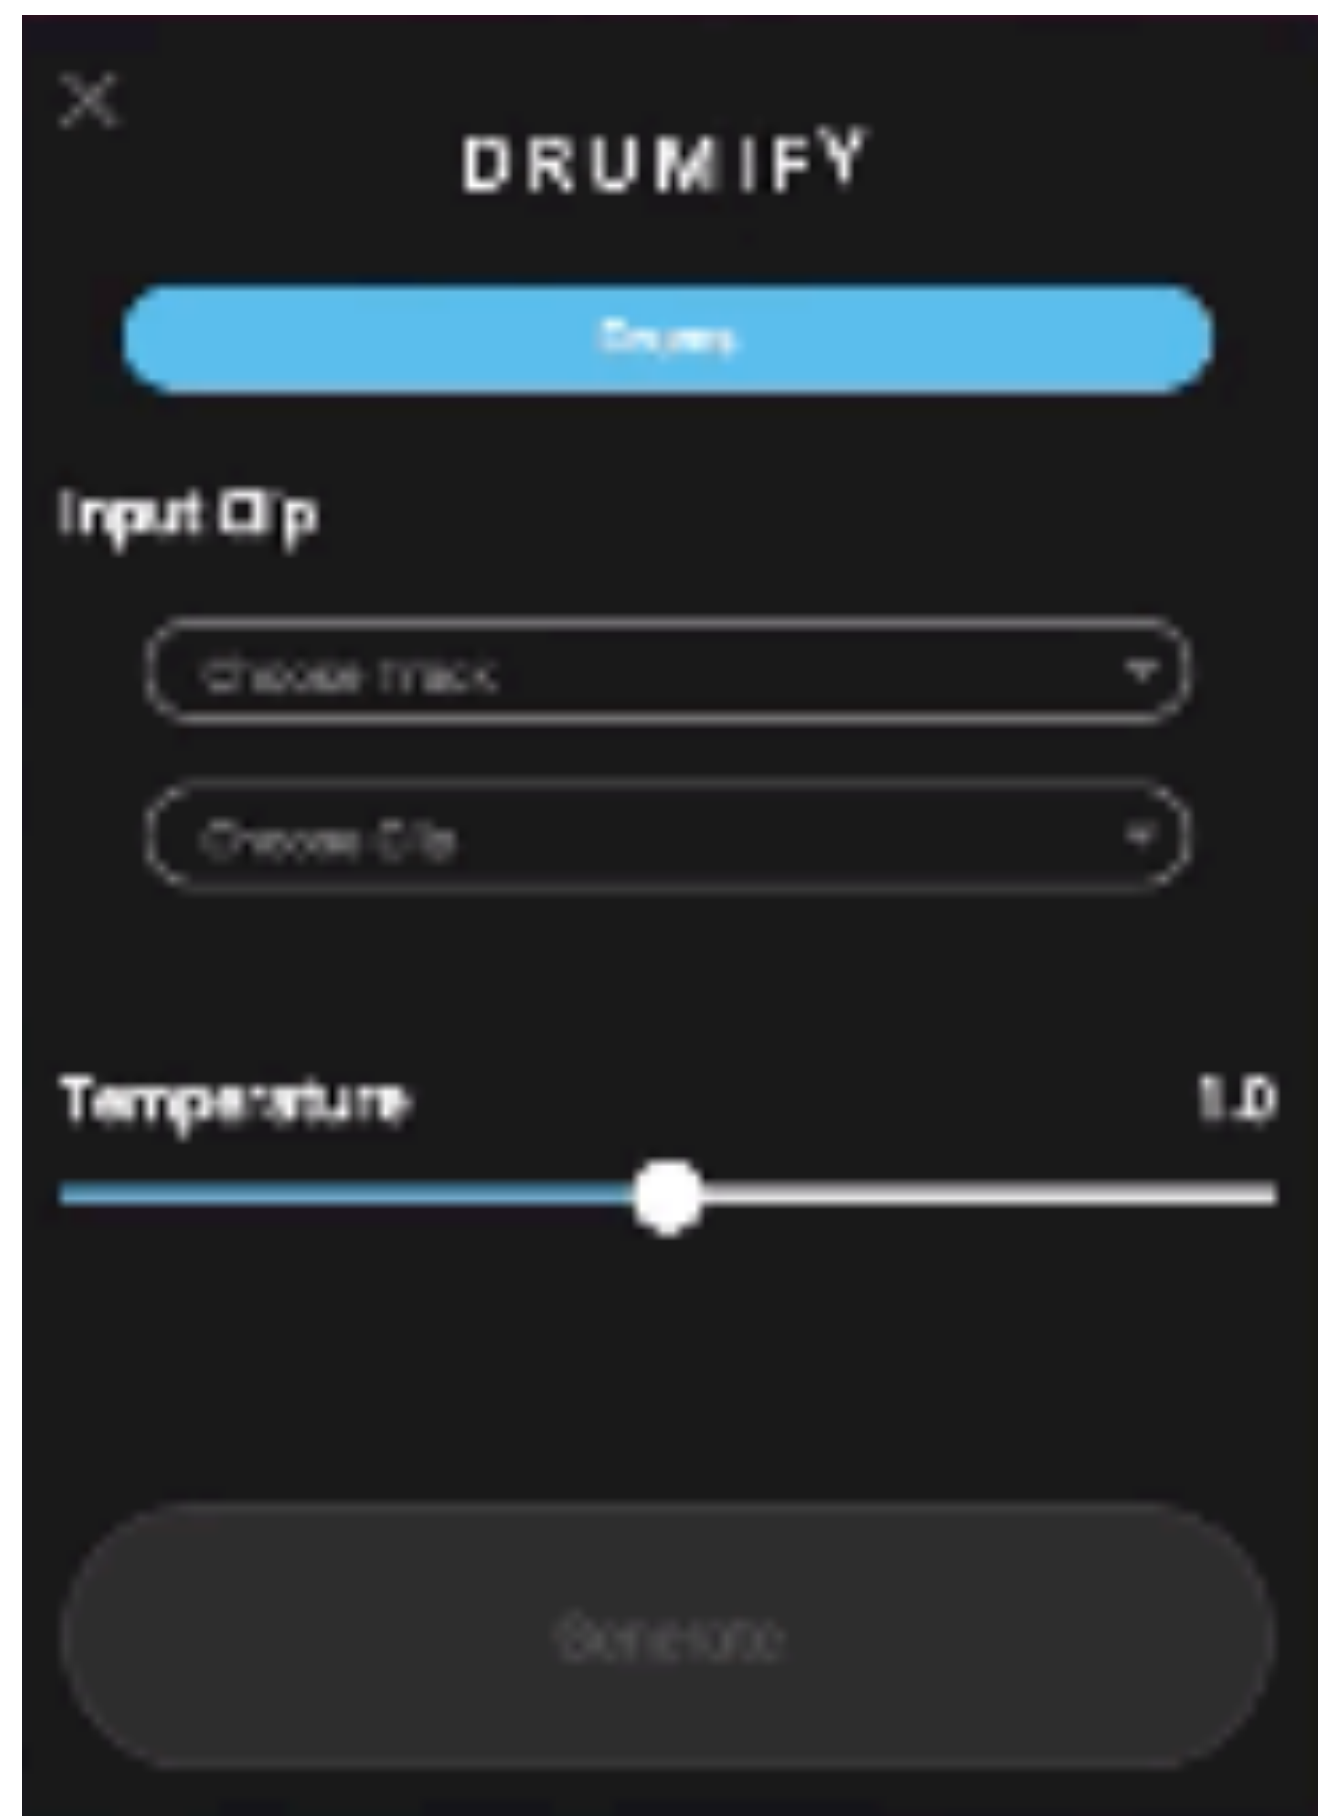 DRUMIFY
Drums
Input Clip
Choose Track
Choose Clip
Temperature 1.0
Generate